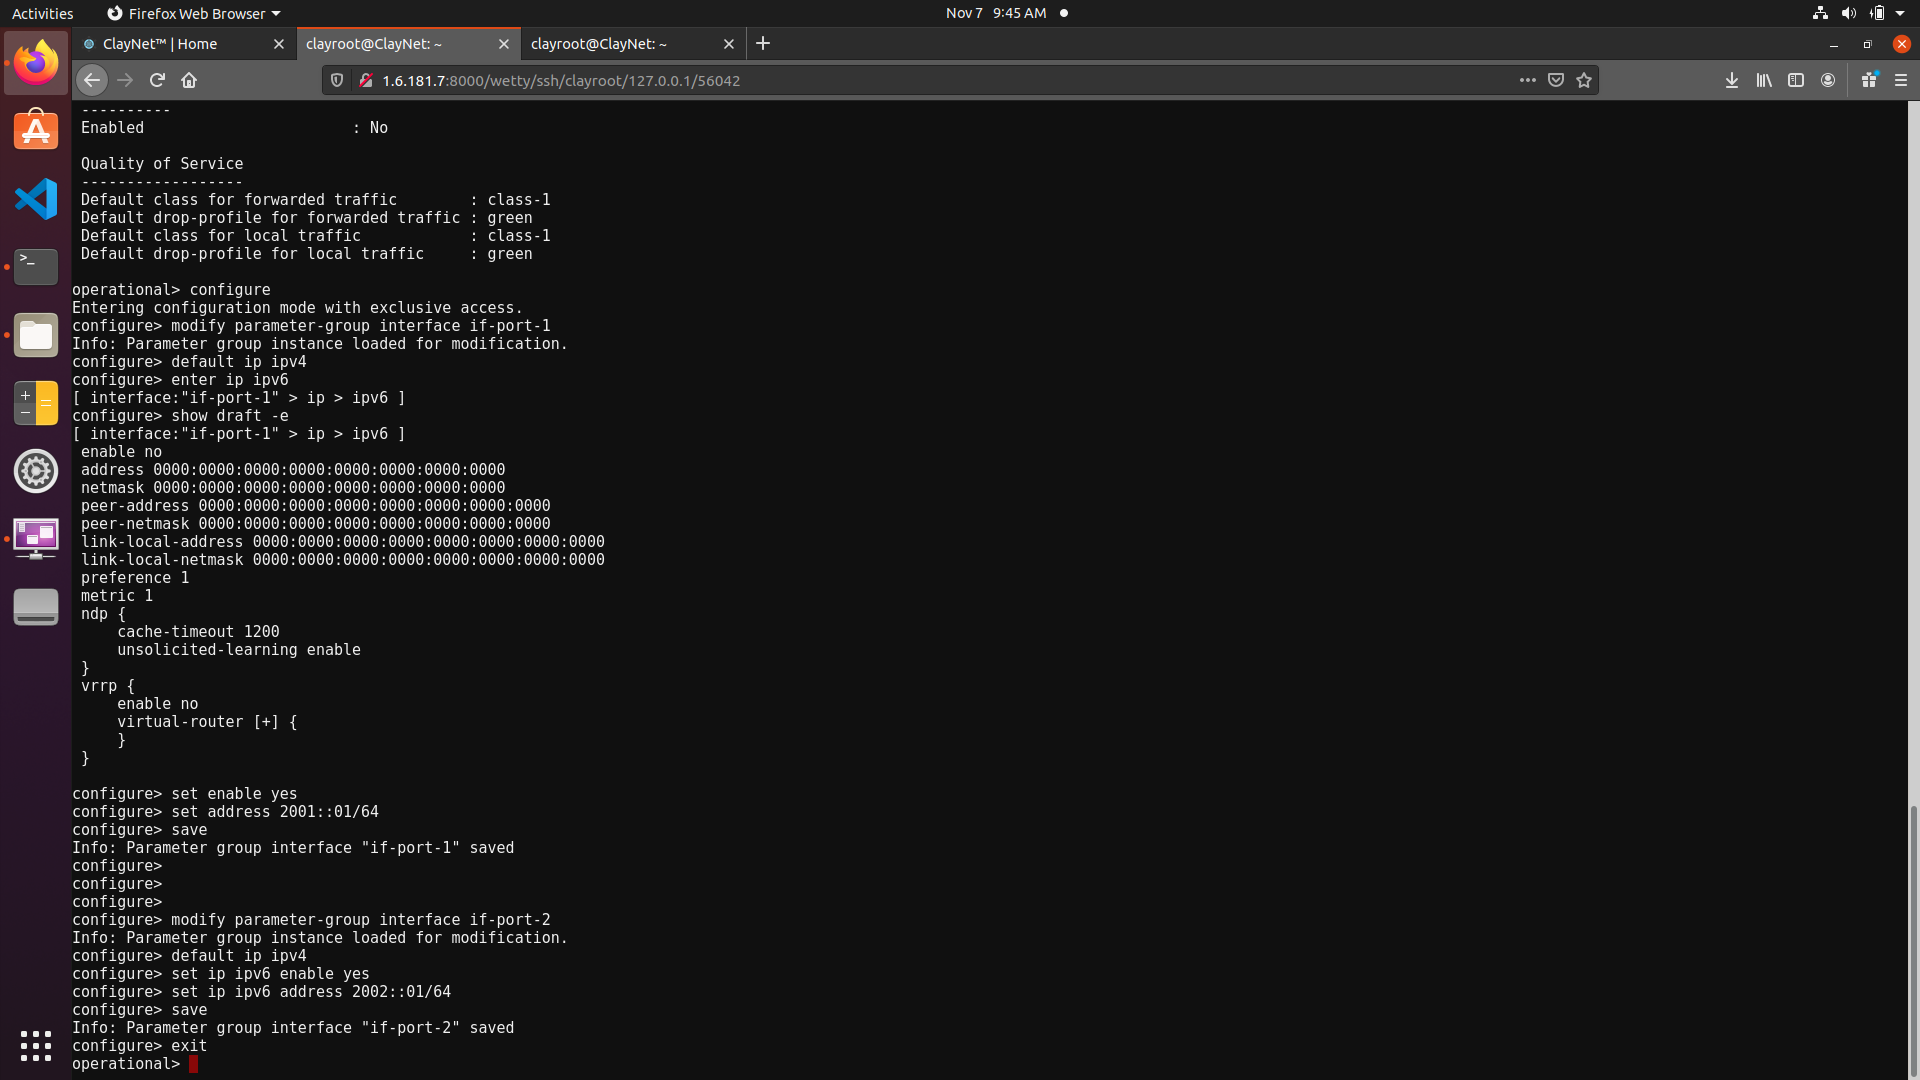 Activities
Firefox Web Browser
Nov 7 9:45 AM
ClayNet™ | Home
clayroot@ClayNet: ~
clayroot@ClayNet: ~
1.6.181.7:8000/wetty/ssh/clayroot/127.0.0.1/56042
----------
Enabled                       : No
Quality of Service
------------------
Default class for forwarded traffic        : class-1
Default drop-profile for forwarded traffic : green
Default class for local traffic            : class-1
Default drop-profile for local traffic     : green
operational> configure
Entering configuration mode with exclusive access.
configure> modify parameter-group interface if-port-1
Info: Parameter group instance loaded for modification.
configure> default ip ipv4
configure> enter ip ipv6
[ interface:"if-port-1" > ip > ipv6 ]
configure> show draft -e
[ interface:"if-port-1" > ip > ipv6 ]
enable no
address 0000:0000:0000:0000:0000:0000:0000:0000
netmask 0000:0000:0000:0000:0000:0000:0000:0000
peer-address 0000:0000:0000:0000:0000:0000:0000:0000
peer-netmask 0000:0000:0000:0000:0000:0000:0000:0000
link-local-address 0000:0000:0000:0000:0000:0000:0000:0000
link-local-netmask 0000:0000:0000:0000:0000:0000:0000:0000
preference 1
metric 1
ndp {
cache-timeout 1200
unsolicited-learning enable
}
vrrp {
enable no
virtual-router [+] {
}
}
configure> set enable yes
configure> set address 2001::01/64
configure> save
Info: Parameter group interface "if-port-1" saved
configure>
configure>
configure>
configure> modify parameter-group interface if-port-2
Info: Parameter group instance loaded for modification.
configure> default ip ipv4
configure> set ip ipv6 enable yes
configure> set ip ipv6 address 2002::01/64
configure> save
Info: Parameter group interface "if-port-2" saved
configure> exit
operational>